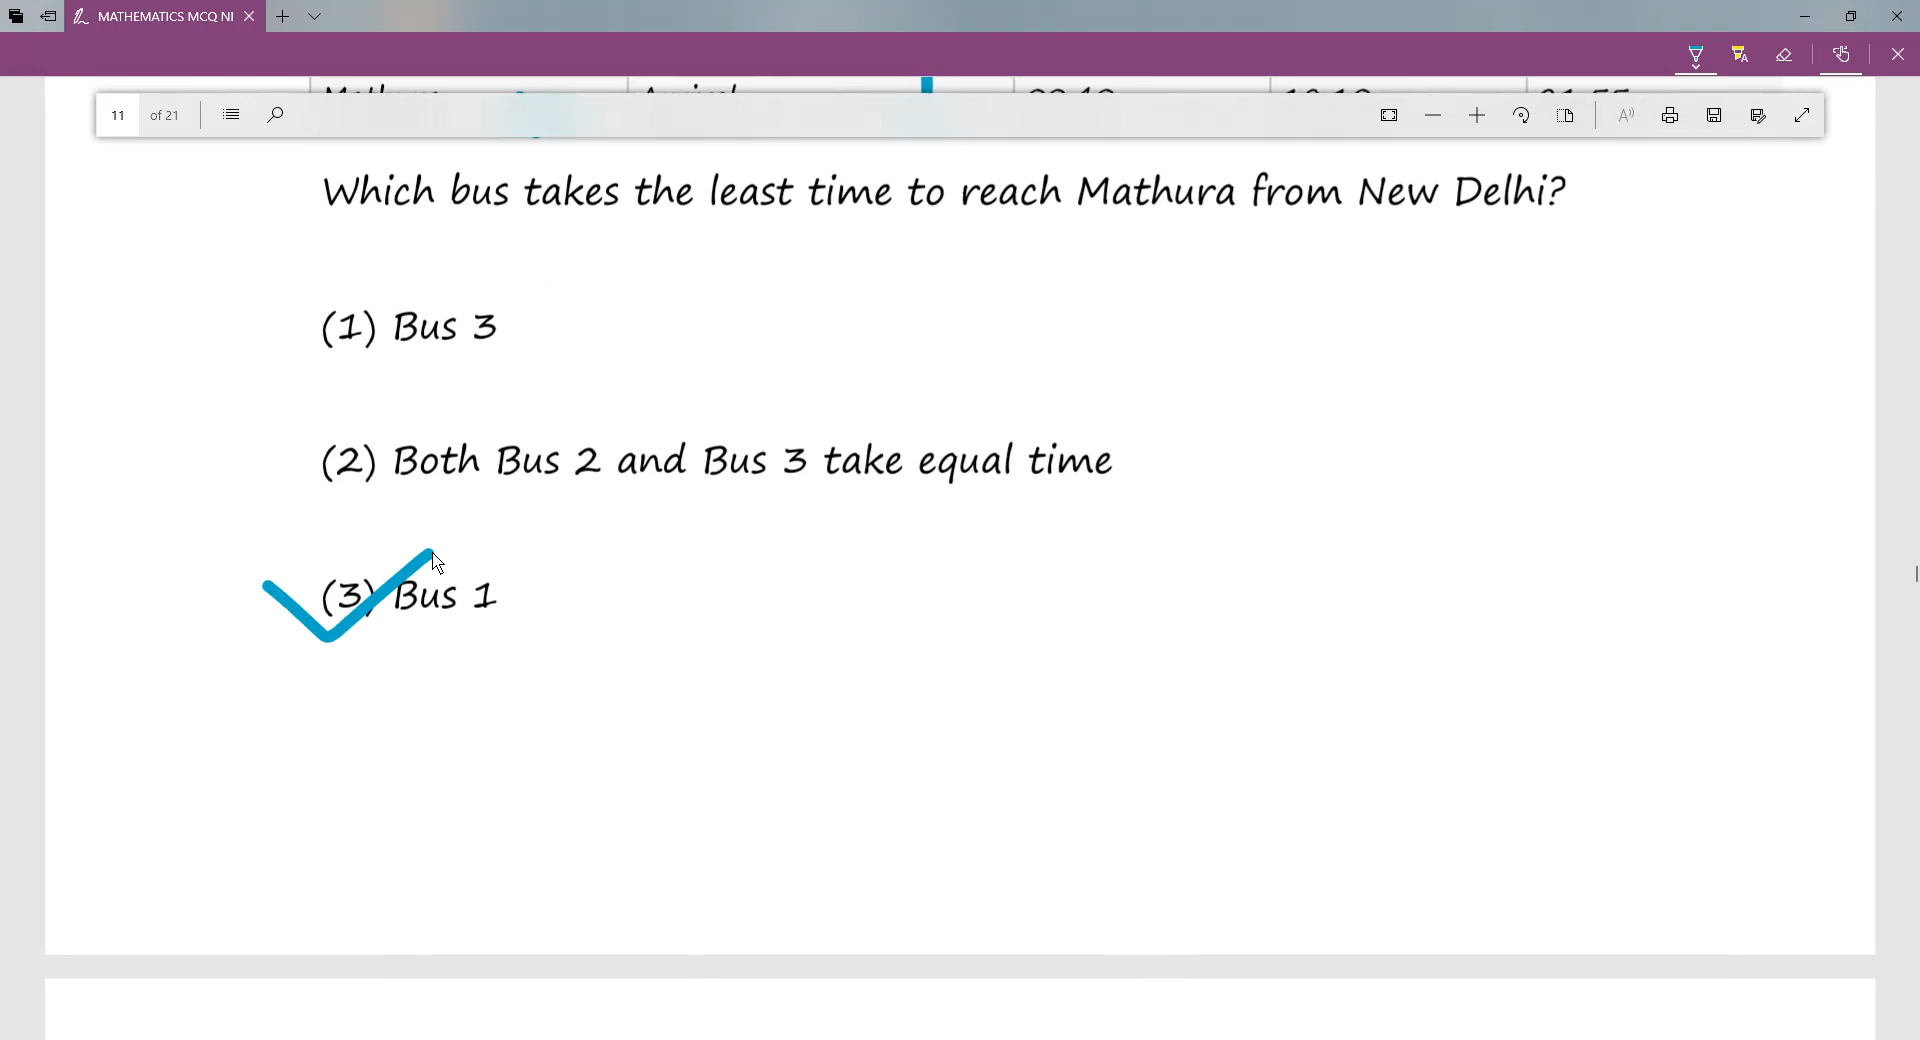 MATHEMATICS MCQ NI
11 of 21
Which bus takes the least time to reach Mathura from New Delhi?
(1) Bus 3
(2) Both Bus 2 and Bus 3 take equal time
(3) Bus 1